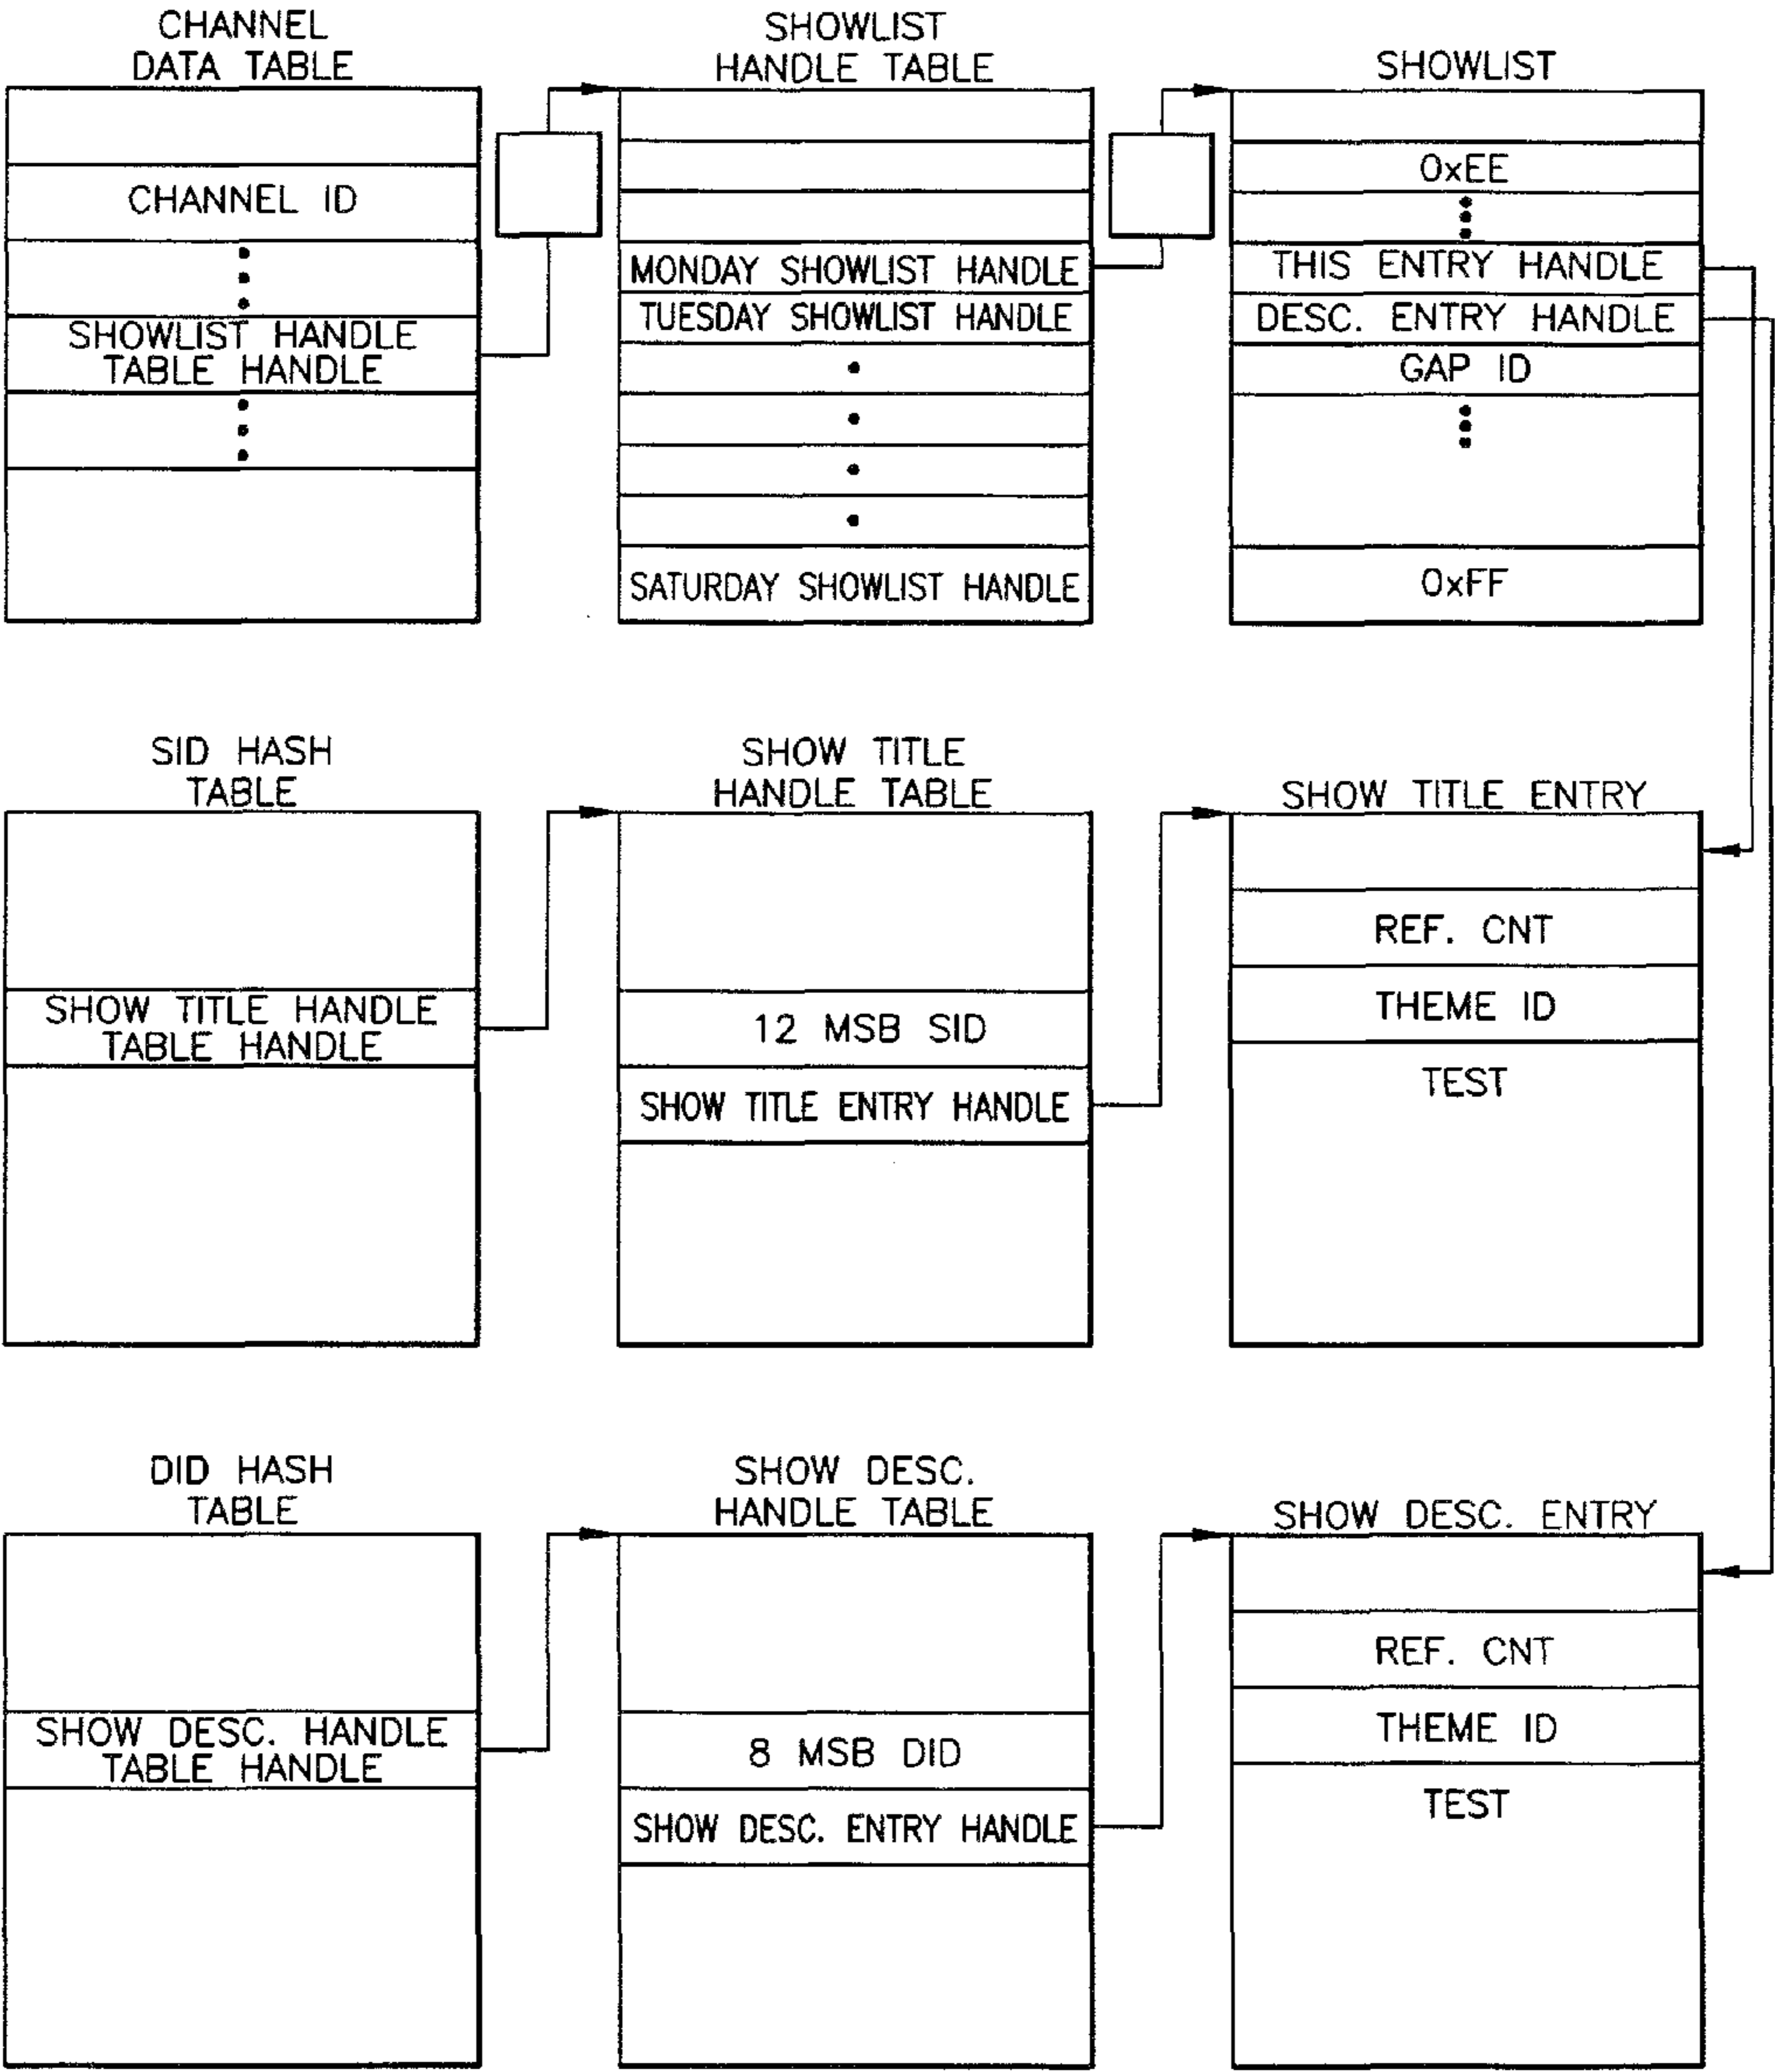 CHANNEL
DATA TABLE
CHANNEL ID
SHOWLIST HANDLE
TABLE HANDLE
SHOWLIST
HANDLE TABLE
MONDAY SHOWLIST HANDLE
TUESDAY SHOWLIST HANDLE
SATURDAY SHOWLIST HANDLE
SHOWLIST
0xEE
THIS ENTRY HANDLE
DESC. ENTRY HANDLE
GAP ID
0xFF
SID HASH
TABLE
SHOW TITLE HANDLE
TABLE HANDLE
SHOW TITLE
HANDLE TABLE
12 MSB SID
SHOW TITLE ENTRY HANDLE
SHOW TITLE ENTRY
REF. CNT
THEME ID
TEST
DID HASH
TABLE
SHOW DESC. HANDLE
TABLE HANDLE
SHOW DESC.
HANDLE TABLE
8 MSB DID
SHOW DESC. ENTRY HANDLE
SHOW DESC. ENTRY
REF. CNT
THEME ID
TEST